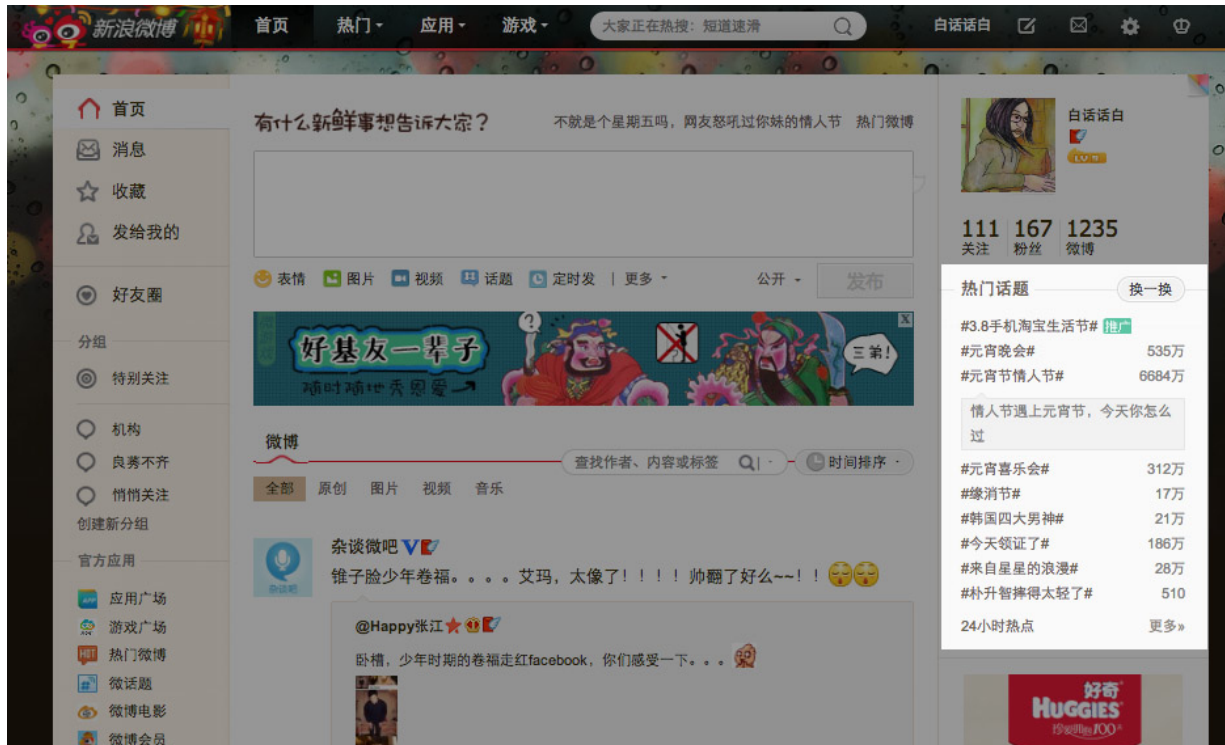 新浪微博
首页
热门
应用
游戏
大家正在热搜：短道速滑
白话话白
首页
消息
收藏
发给我的
好友圈
分组
特别关注
机构
良莠不齐
悄悄关注
创建新分组
官方应用
应用广场
游戏广场
热门微博
微话题
微博电影
微博会员
有什么新鲜事想告诉大家？
不就是个星期五吗，网友怒吼过你妹的情人节 热门微博
表情 图片 视频 话题 定时发 | 更多
公开
发布
好基友一辈子
随时随地秀恩爱
?
三弟!
X
微博
查找作者、内容或标签
时间排序
全部 原创 图片 视频 音乐
杂谈吧
杂谈微吧 V
锥子脸少年卷福。。。。艾玛，太像了！！！！帅翻了好么~~！！
@Happy张江
卧槽，少年时期的卷福走红facebook，你们感受一下。。。
白话话白
111 167 1235
关注 粉丝 微博
热门话题 换一换
#3.8手机淘宝生活节# 推广
#元宵晚会# 535万
#元宵节情人节# 6684万
情人节遇上元宵节，今天你怎么
过
#元宵喜乐会# 312万
#缘消节# 17万
#韩国四大男神# 21万
#今天领证了# 186万
#来自星星的浪漫# 28万
#朴升智摔得太轻了# 510
24小时热点 更多»
好奇
HUGGIES